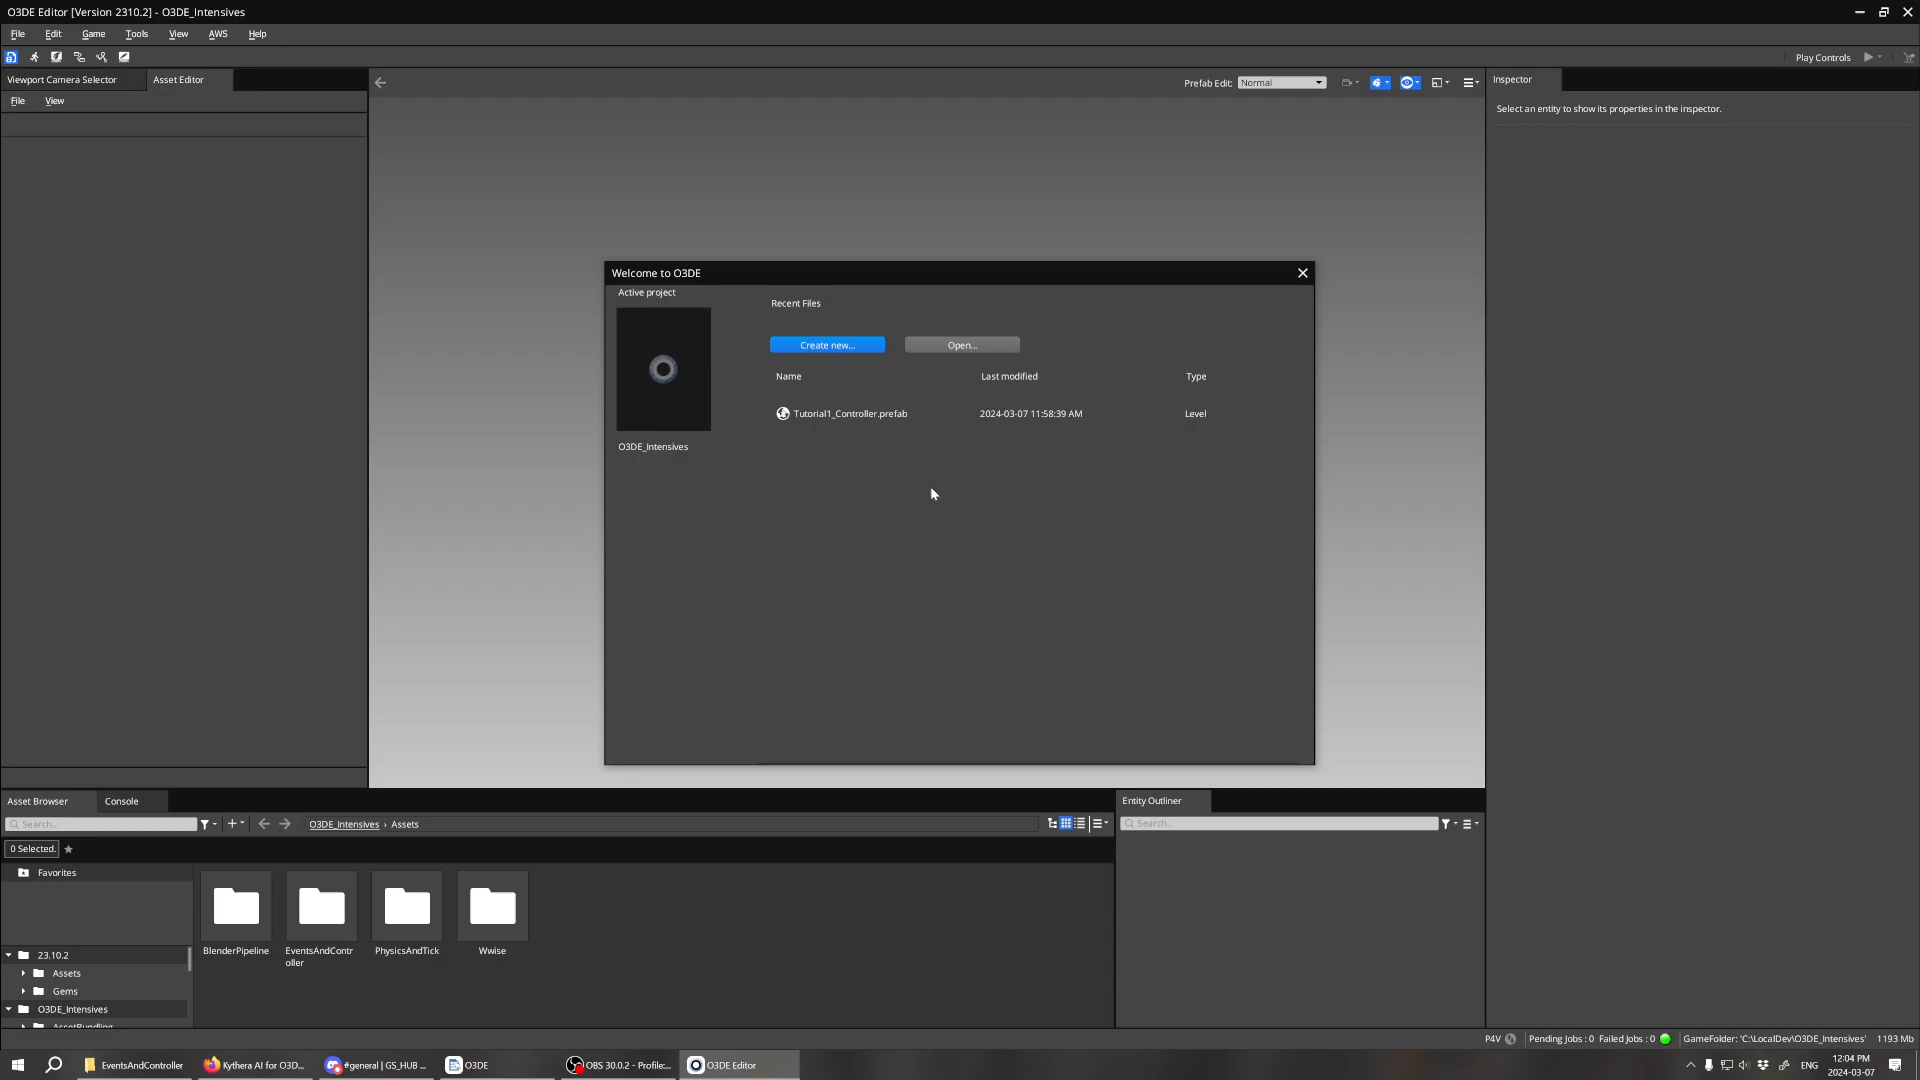 O3DE Editor [Version 2310.2] - O3DE_Intensives
File Edit Game Tools View AWS Help
Play Controls
Viewport Camera Selector Asset Editor
Prefab Edit: Normal
Inspector
File View
Select an entity to show its properties in the inspector.
Welcome to O3DE
Active project
Recent Files
Create new... Open...
Name Last modified Type
Tutorial1_Controller.prefab 2024-03-07 11:58:39 AM Level
O3DE_Intensives
Asset Browser Console
Entity Outliner
Search...
O3DE_Intensives › Assets
Search...
0 Selected.
Favorites
BlenderPipeline
EventsAndContr
oller
PhysicsAndTick
Wwise
23.10.2
Assets
Gems
O3DE_Intensives
AssetBundling
P4V Pending Jobs : 0 Failed Jobs : 0 GameFolder: 'C:\LocalDev\O3DE_Intensives' 1193 Mb
EventsAndController
Kythera AI for O3D...
#general | GS_HUB ...
O3DE
OBS 30.0.2 - Profile:...
O3DE Editor
ENG
12:04 PM
2024-03-07